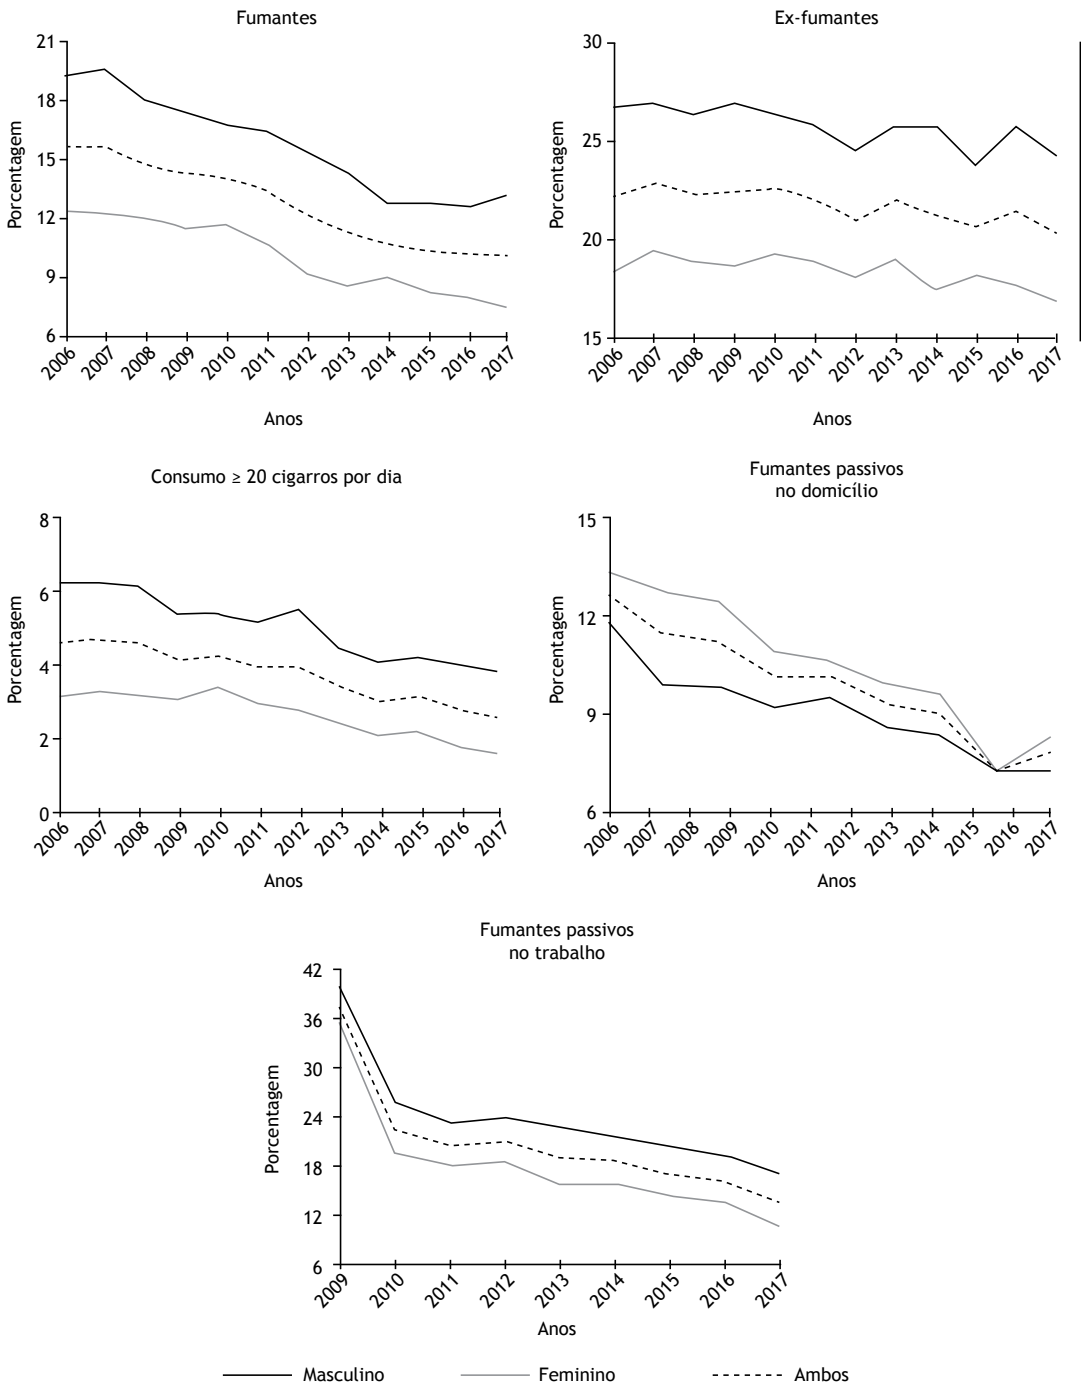 Fumantes
21
18
15
12
9
6
Porcentagem
2006 2007 2008 2009 2010 2011 2012 2013 2014 2015 2016 2017
Anos
Ex-fumantes
30
25
20
15
Porcentagem
2006 2007 2008 2009 2010 2011 2012 2013 2014 2015 2016 2017
Anos
Consumo ≥ 20 cigarros por dia
8
6
4
2
0
Porcentagem
2006 2007 2008 2009 2010 2011 2012 2013 2014 2015 2016 2017
Anos
Fumantes passivos
no domicílio
15
12
9
6
Porcentagem
2006 2007 2008 2009 2010 2011 2012 2013 2014 2015 2016 2017
Anos
Fumantes passivos
no trabalho
42
36
30
24
18
12
6
Porcentagem
2009 2010 2011 2012 2013 2014 2015 2016 2017
Anos
Masculino Feminino Ambos